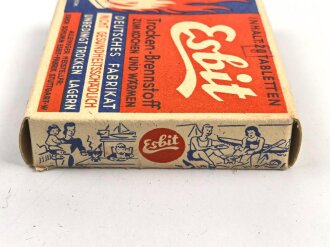 INHALT: 20 TABLETTEN
Esbit
Trocken-Brennstoff
ZUM KOCHEN UND WÄRMEN
DEUTSCHES FABRIKAT
NICHT GESUNDHEITSSCHÄDLICH
UNBEDINGT TROCKEN LAGERN
Esbit